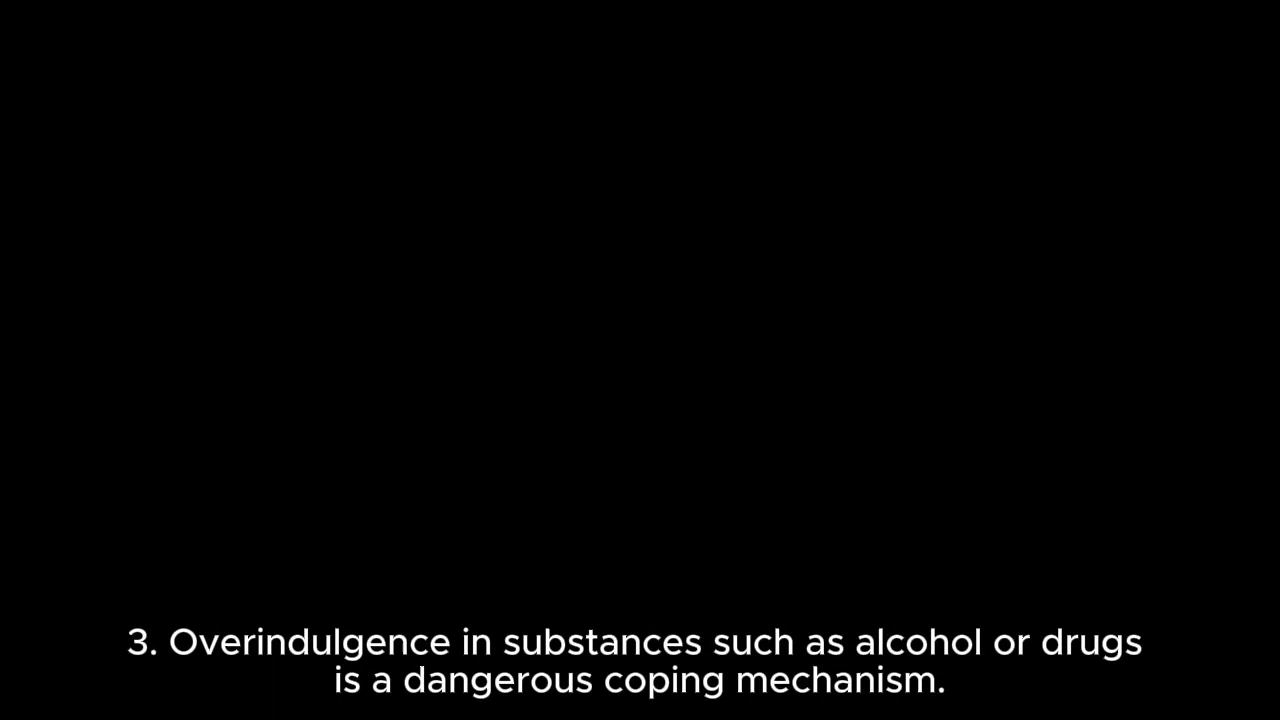 3. Overindulgence in substances such as alcohol or drugs
is a dangerous coping mechanism.